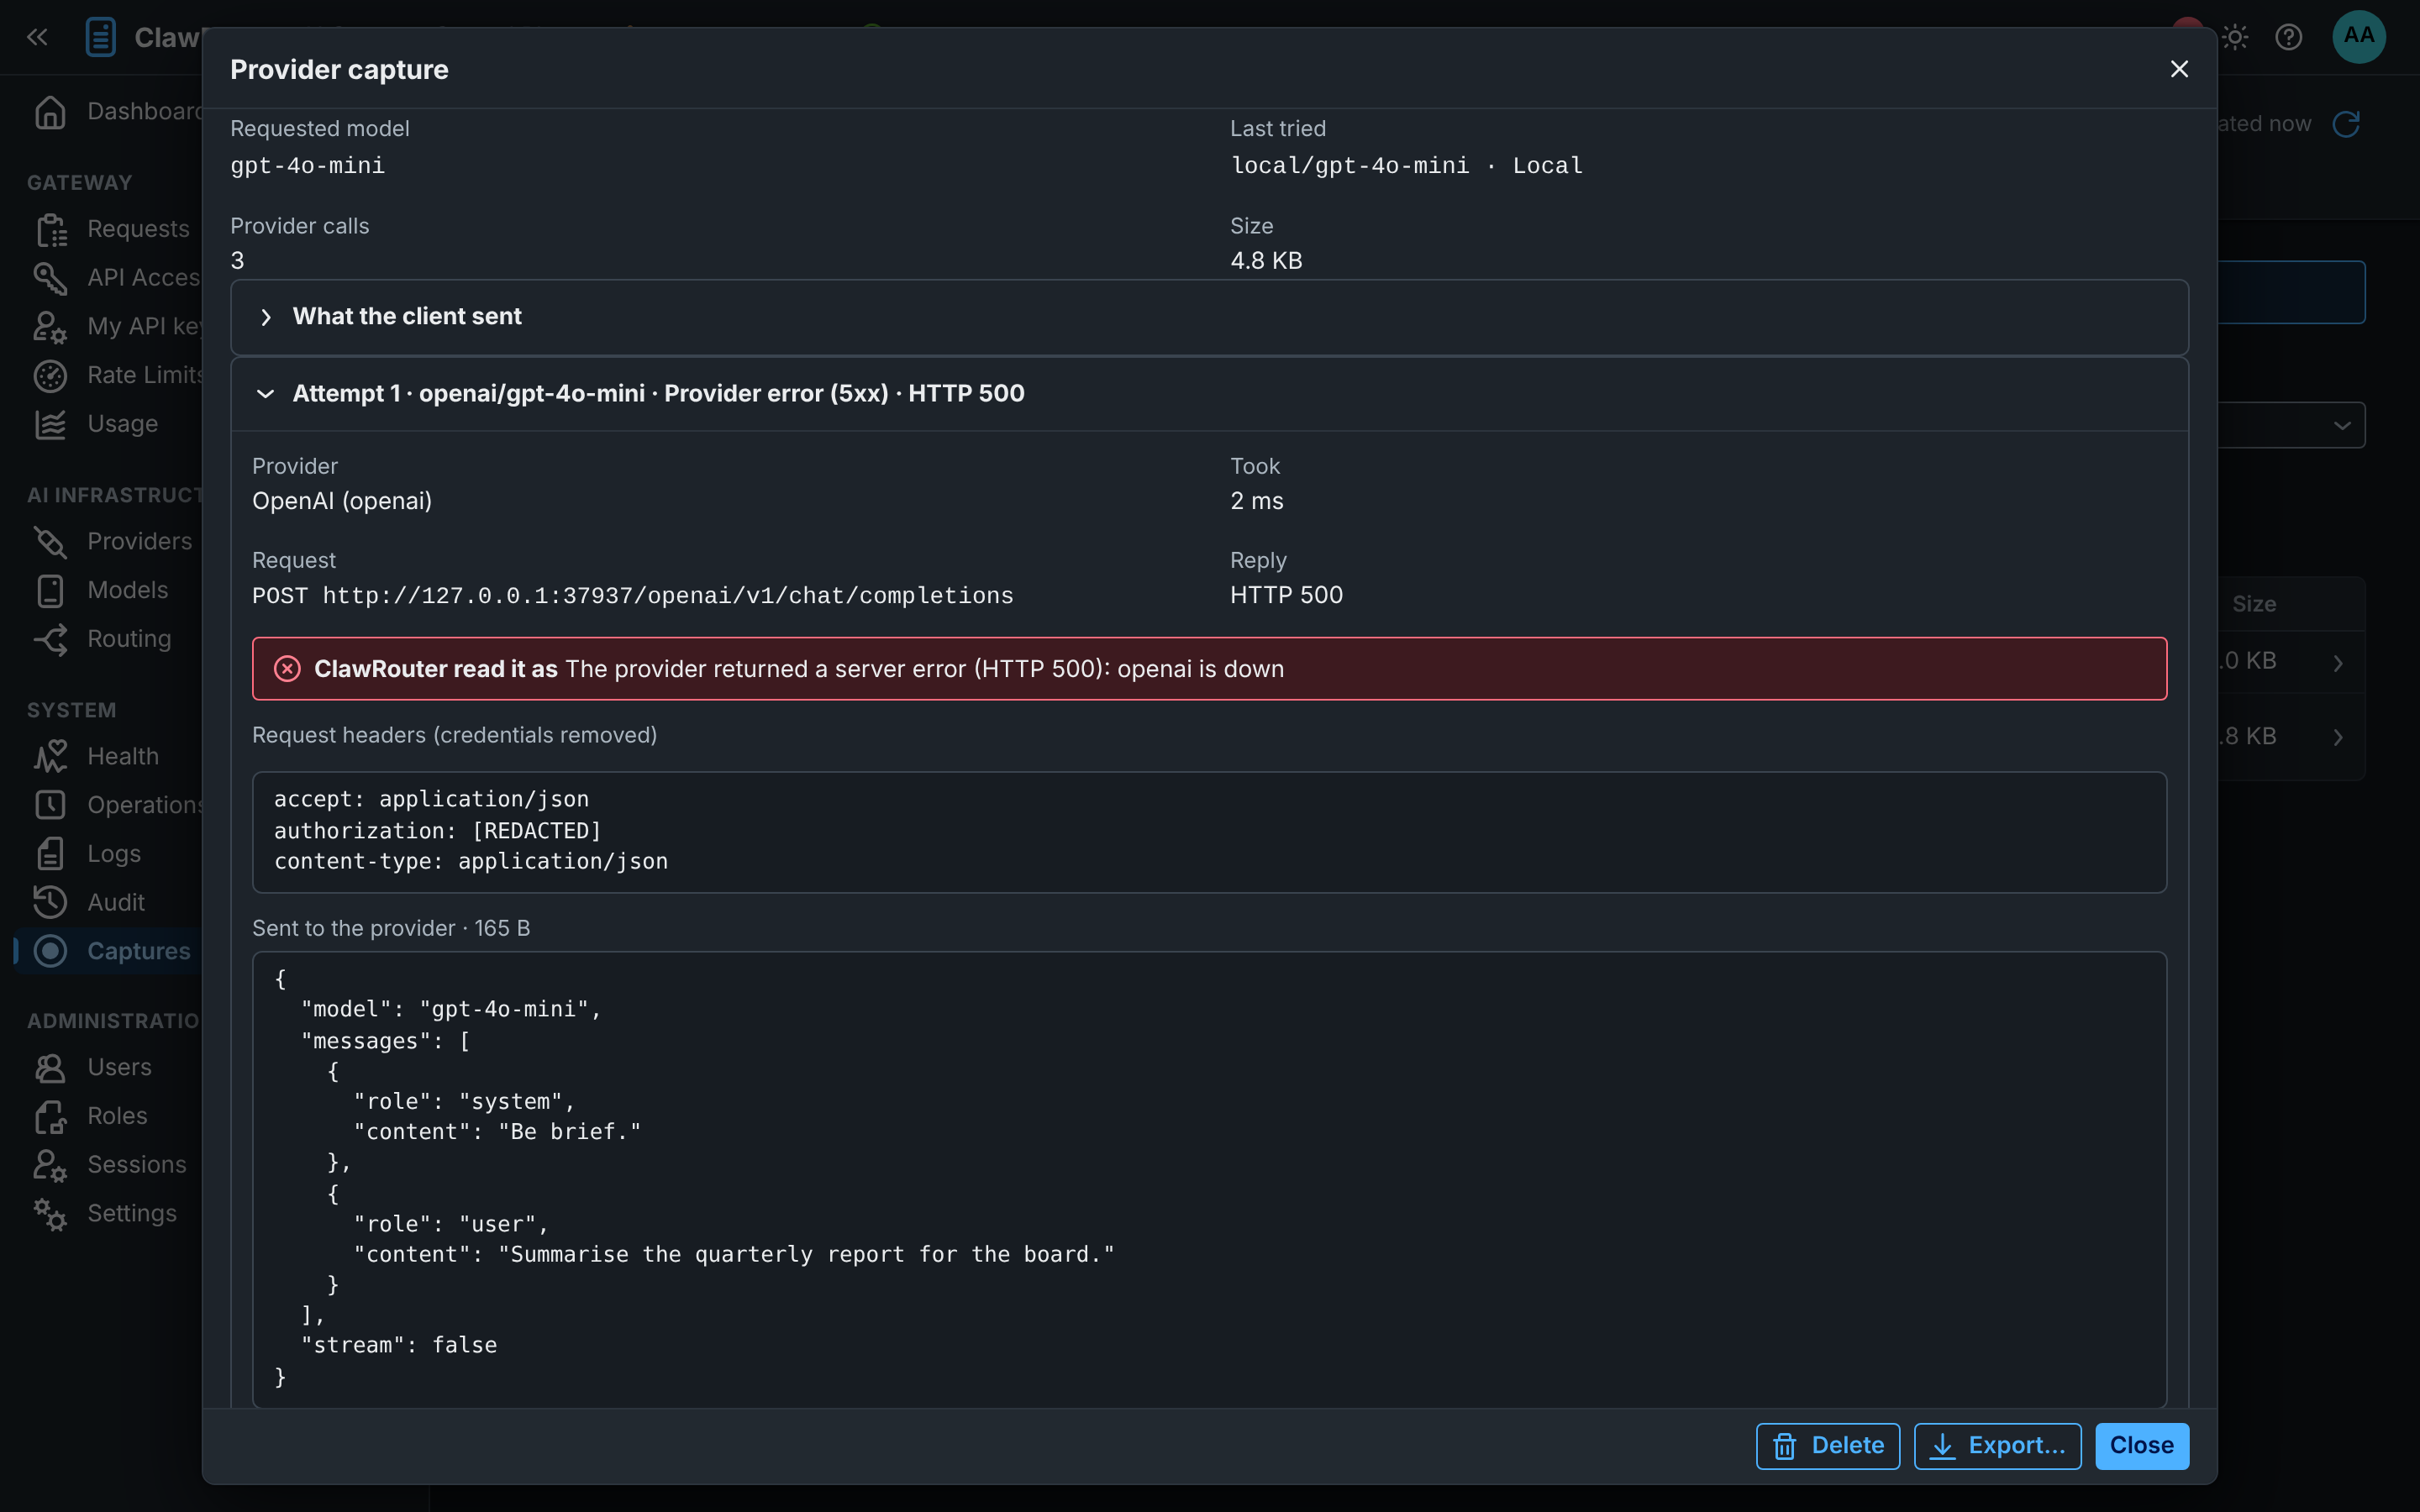 Claw
AA
Provider capture
Dashboard
ated now
Requested model
Last tried
gpt-4o-mini
local/gpt-4o-mini · Local
GATEWAY
Requests
Provider calls
Size
3
4.8 KB
API Acces
What the client sent
My API key
Rate Limits
Attempt 1 · openai/gpt-4o-mini · Provider error (5xx) · HTTP 500
Usage
Provider
Took
OpenAI (openai)
2 ms
AI INFRASTRUCT
Providers
Request
Reply
POST http://127.0.0.1:37937/openai/v1/chat/completions
HTTP 500
Models
Size
Routing
ClawRouter read it as The provider returned a server error (HTTP 500): openai is down
.0 KB
SYSTEM
Request headers (credentials removed)
.8 KB
Health
accept: application/json
authorization: [REDACTED]
content-type: application/json
Operations
Logs
Audit
Sent to the provider · 165 B
Captures
{
"model": "gpt-4o-mini",
"messages": [
{
"role": "system",
"content": "Be brief."
},
{
"role": "user",
"content": "Summarise the quarterly report for the board."
}
],
"stream": false
}
ADMINISTRATIO
Users
Roles
Sessions
Settings
Delete
Export...
Close